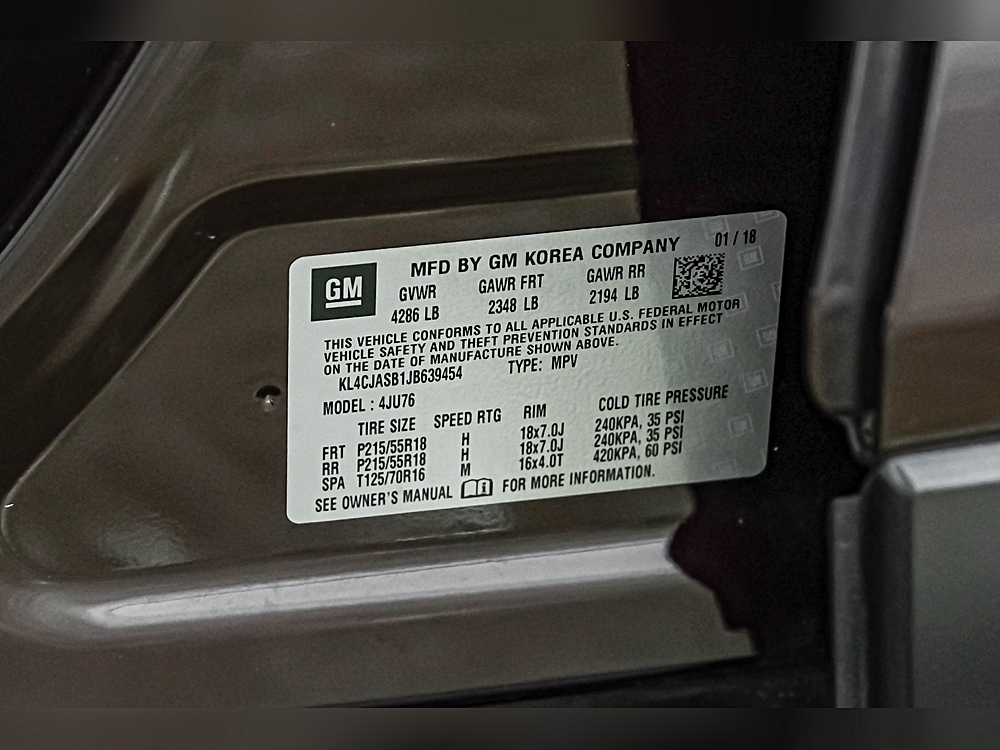 GM
MFD BY GM KOREA COMPANY 01 / 18
GVWR GAWR FRT GAWR RR
4286 LB 2348 LB 2194 LB
THIS VEHICLE CONFORMS TO ALL APPLICABLE U.S. FEDERAL MOTOR
VEHICLE SAFETY AND THEFT PREVENTION STANDARDS IN EFFECT
ON THE DATE OF MANUFACTURE SHOWN ABOVE.
KL4CJASB1JB639454 TYPE: MPV
MODEL : 4JU76
TIRE SIZE SPEED RTG RIM COLD TIRE PRESSURE
FRT P215/55R18 H 18x7.0J 240KPA, 35 PSI
RR P215/55R18 H 18x7.0J 240KPA, 35 PSI
SPA T125/70R16 M 16x4.0T 420KPA, 60 PSI
SEE OWNER'S MANUAL FOR MORE INFORMATION.